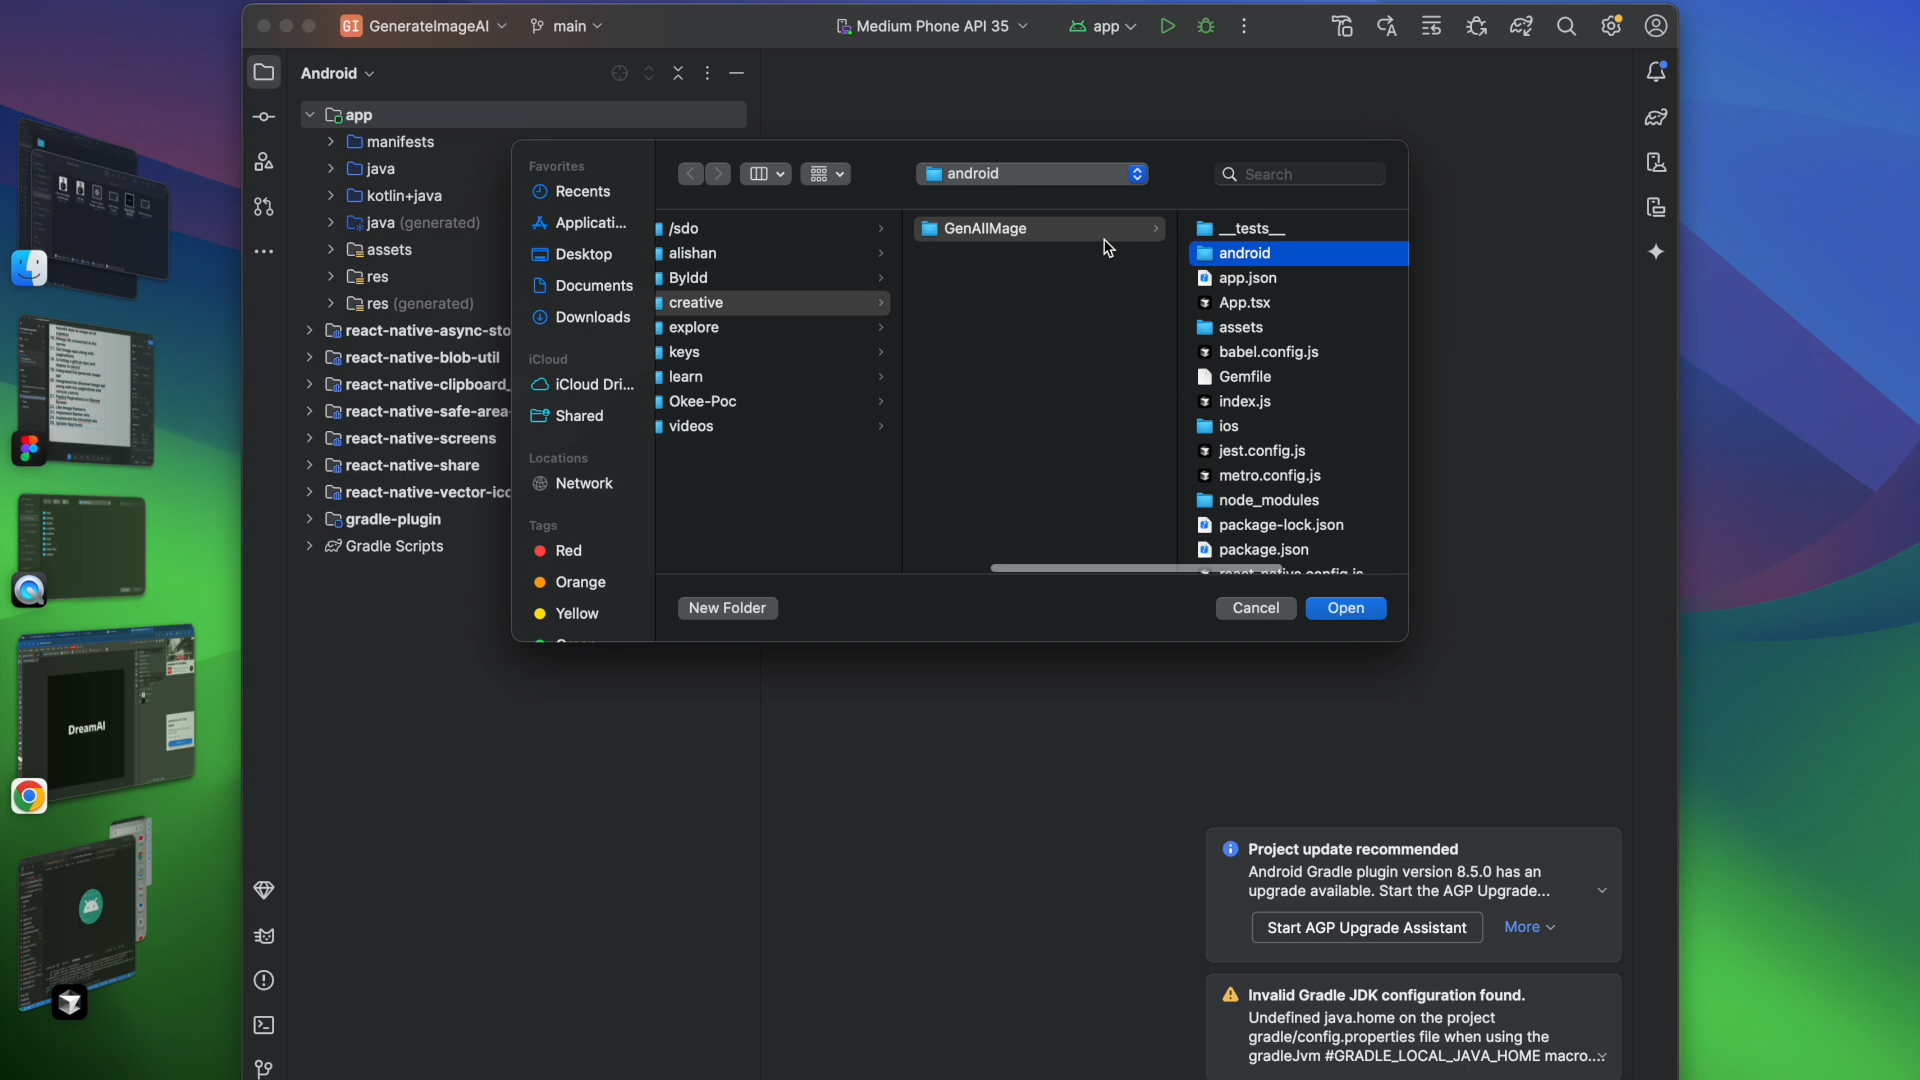 GI GenerateImageAI
main
Medium Phone API 35
app
Android
app
manifests
java
kotlin+java
java (generated)
assets
res
res (generated)
react-native-async-sto
react-native-blob-util
react-native-clipboard_
react-native-safe-area-
react-native-screens
react-native-share
react-native-vector-ico
gradle-plugin
Gradle Scripts
Favorites
Recents
Applicati...
Desktop
Documents
Downloads
iCloud
iCloud Dri...
Shared
Locations
Network
Tags
Red
Orange
Yellow
android
Search
/sdo
alishan
Byldd
creative
explore
keys
learn
Okee-Poc
videos
GenAIIMage
__tests__
android
app.json
App.tsx
assets
babel.config.js
Gemfile
index.js
ios
jest.config.js
metro.config.js
node_modules
package-lock.json
package.json
react-native.config.js
New Folder
Cancel
Open
Project update recommended
Android Gradle plugin version 8.5.0 has an
upgrade available. Start the AGP Upgrade...
Start AGP Upgrade Assistant
More
Invalid Gradle JDK configuration found.
Undefined java.home on the project
gradle/config.properties file when using the
gradleJvm #GRADLE_LOCAL_JAVA_HOME macro....
DreamAI